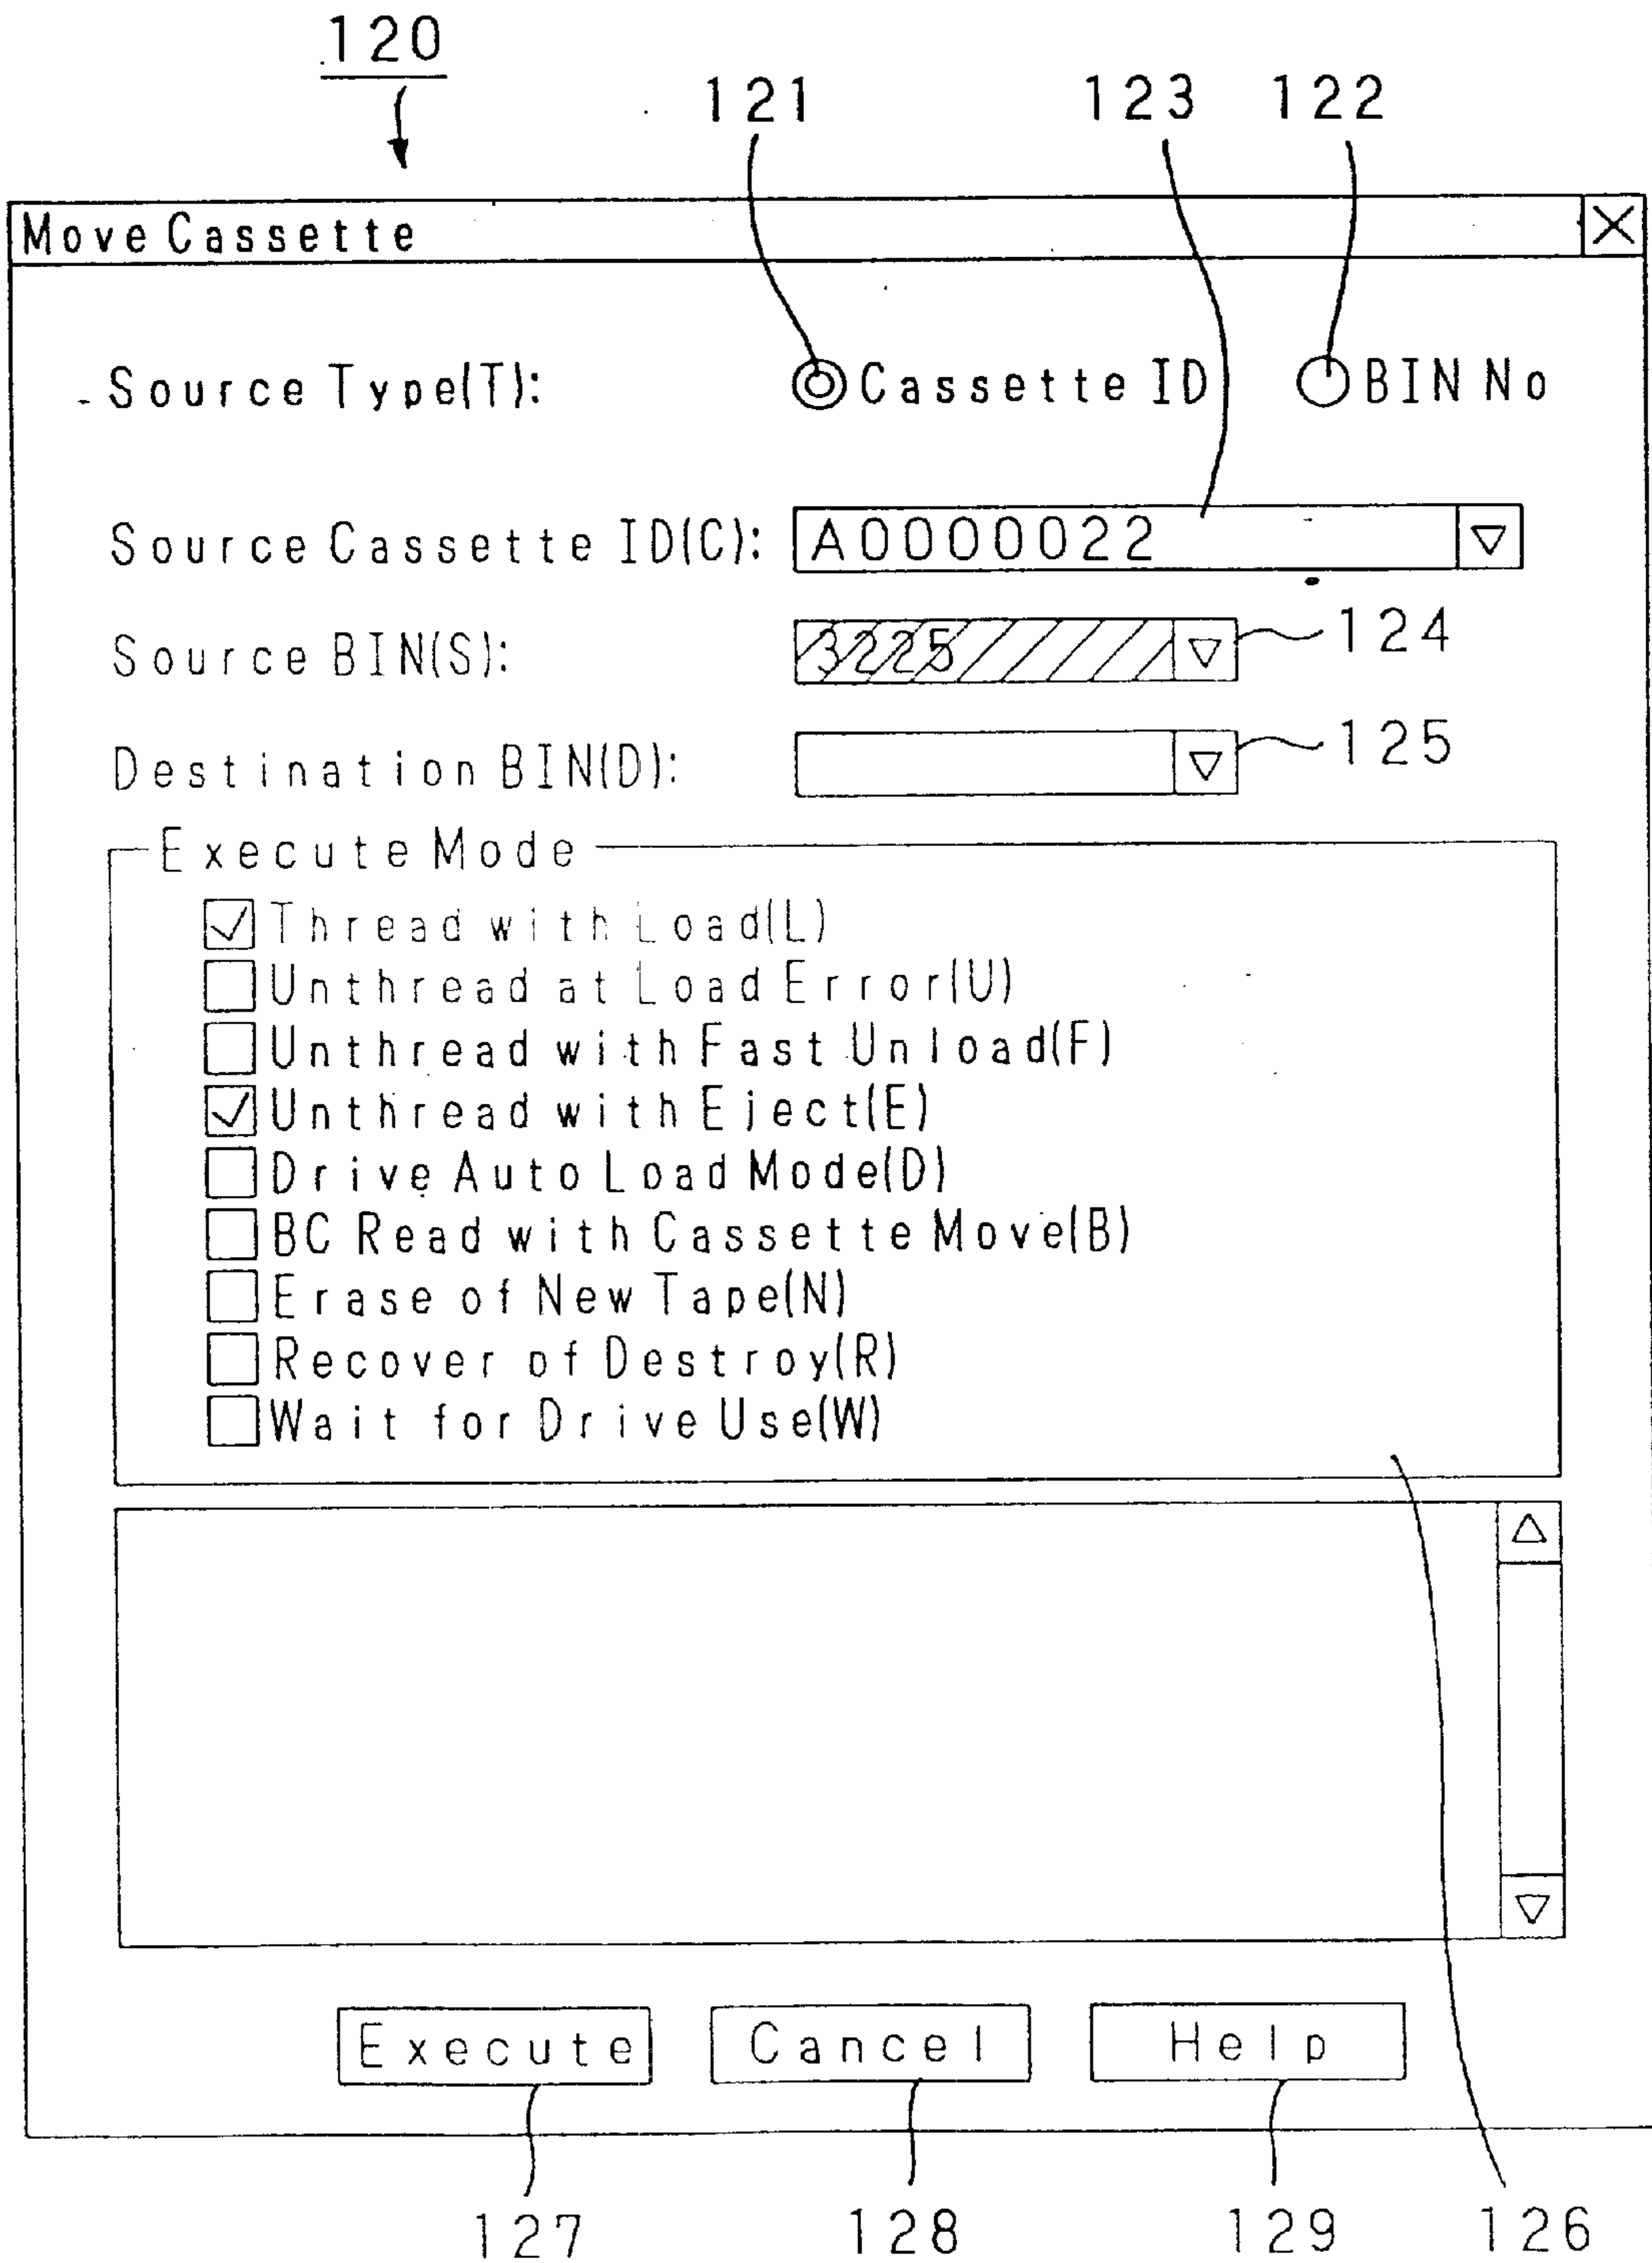 120
121
123
122
Move Cassette
Source Type(T):
Cassette ID
BIN No
Source Cassette ID(C):
A0000022
Source BIN(S):
3225
124
Destination BIN(D):
125
Execute Mode
Thread with Load(L)
Unthread at Load Error(U)
Unthread with Fast Unload(F)
Unthread with Eject(E)
Drive Auto Load Mode(D)
BC Read with Cassette Move(B)
Erase of New Tape(N)
Recover of Destroy(R)
Wait for Drive Use(W)
Execute
Cancel
Help
127
128
129
126